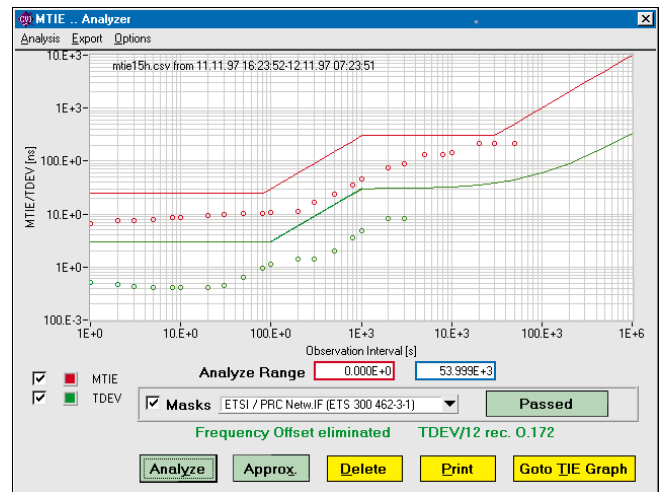 cyi MTIE .. Analyzer
Analysis Export Options
10.E+3
mtie15h.csv from 11.11.97 16:23:52-12.11.97 07:23:51
1E+3
100.E+0
MTIE/TDEV [ns]
10.E+0
1E+0
100.E-3
1E+0 10.E+0 100.E+0 1E+3 10.E+3 100.E+3 1E+6
Observation Interval [s]
Analyze Range 0.000E+0 53.999E+3
MTIE
TDEV
Masks ETSI / PRC Netw.IF (ETS 300 462-3-1) Passed
Frequency Offset eliminated TDEV/12 rec. 0.172
Analyze Approx. Delete Print Goto TIE Graph